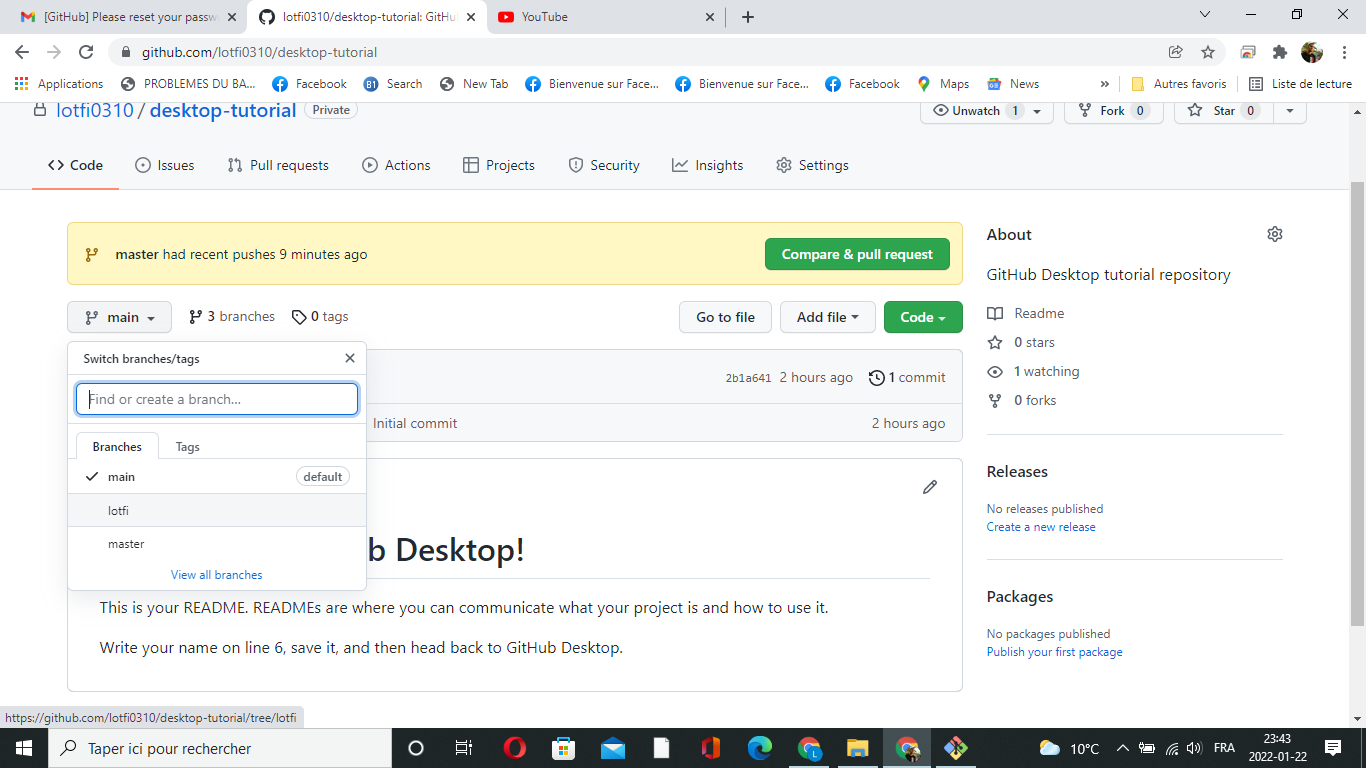 [GitHub] Please reset your passw
lotfi0310/desktop-tutorial: GitHu
YouTube
github.com/lotfi0310/desktop-tutorial
Applications
PROBLEMES DU BA...
Facebook
Search
New Tab
Bienvenue sur Face...
Bienvenue sur Face...
Facebook
Maps
News
»
Autres favoris
Liste de lecture
lotfi0310 / desktop-tutorial Private
Unwatch 1
Fork 0
Star 0
<> Code
Issues
Pull requests
Actions
Projects
Security
Insights
Settings
master had recent pushes 9 minutes ago
Compare & pull request
main
3 branches
0 tags
Go to file
Add file
Code
Switch branches/tags
Find or create a branch...
Branches
Tags
main default
lotfi
master
View all branches
2b1a641 2 hours ago 1 commit
Initial commit 2 hours ago
b Desktop!
This is your README. READMEs are where you can communicate what your project is and how to use it.
Write your name on line 6, save it, and then head back to GitHub Desktop.
About
GitHub Desktop tutorial repository
Readme
0 stars
1 watching
0 forks
Releases
No releases published
Create a new release
Packages
No packages published
Publish your first package
https://github.com/lotfi0310/desktop-tutorial/tree/lotfi
Taper ici pour rechercher
L
10°C
FRA
23:43
2022-01-22